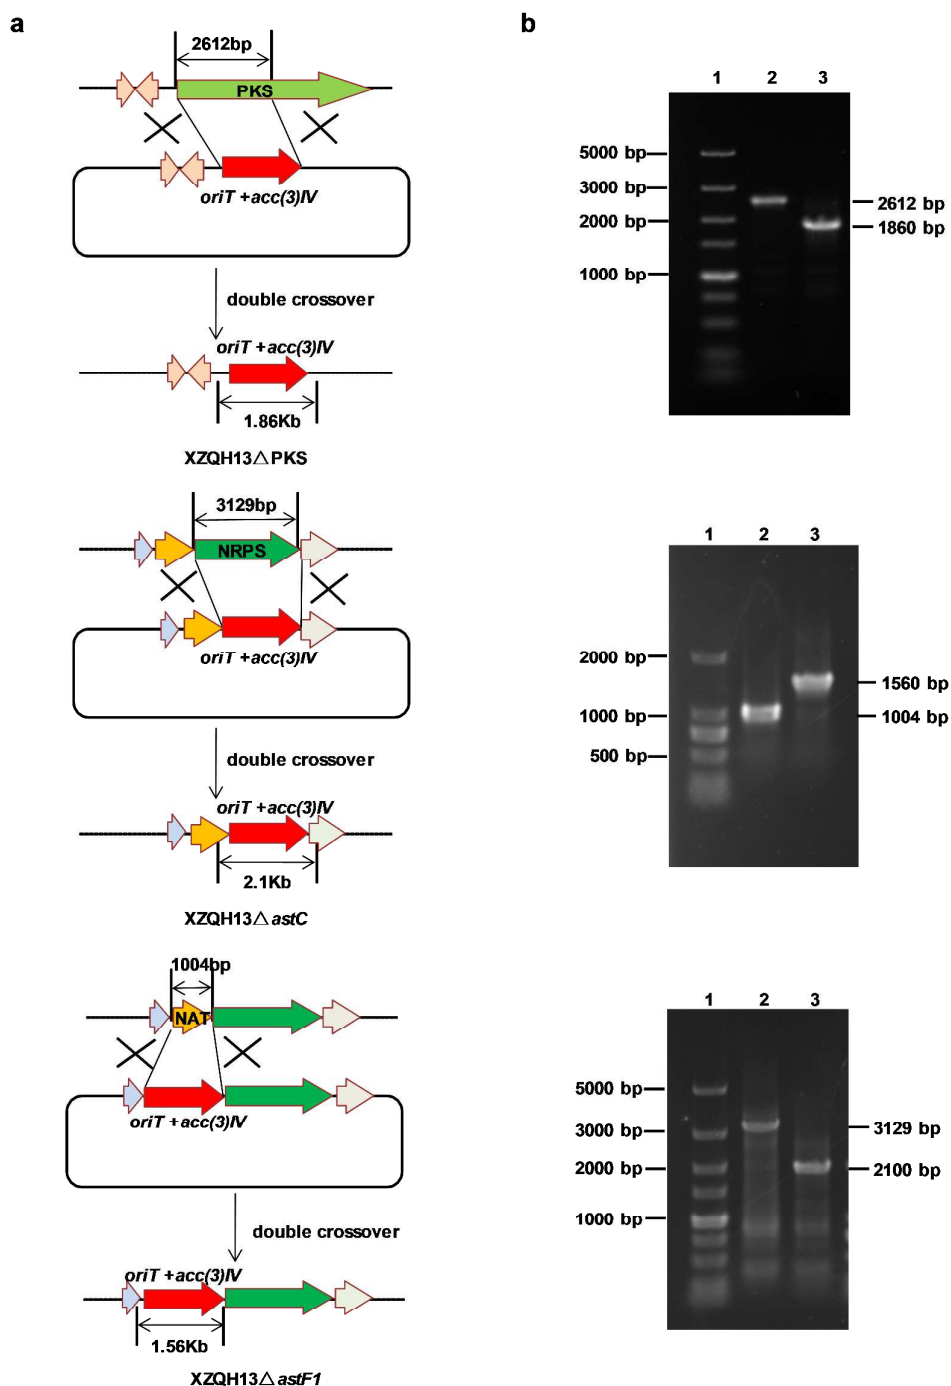 a
2612bp
PKS
oriT +acc(3)IV
double crossover
oriT +acc(3)IV
1.86Kb
XZQH13△PKS
3129bp
NRPS
oriT +acc(3)IV
double crossover
oriT +acc(3)IV
2.1Kb
XZQH13△astC
1004bp
NAT
oriT +acc(3)IV
double crossover
oriT +acc(3)IV
1.56Kb
XZQH13△astF1
b
1 2 3
5000 bp
3000 bp
2000 bp
1000 bp
2612 bp
1860 bp
1 2 3
2000 bp
1000 bp
500 bp
1560 bp
1004 bp
1 2 3
5000 bp
3000 bp
2000 bp
1000 bp
3129 bp
2100 bp